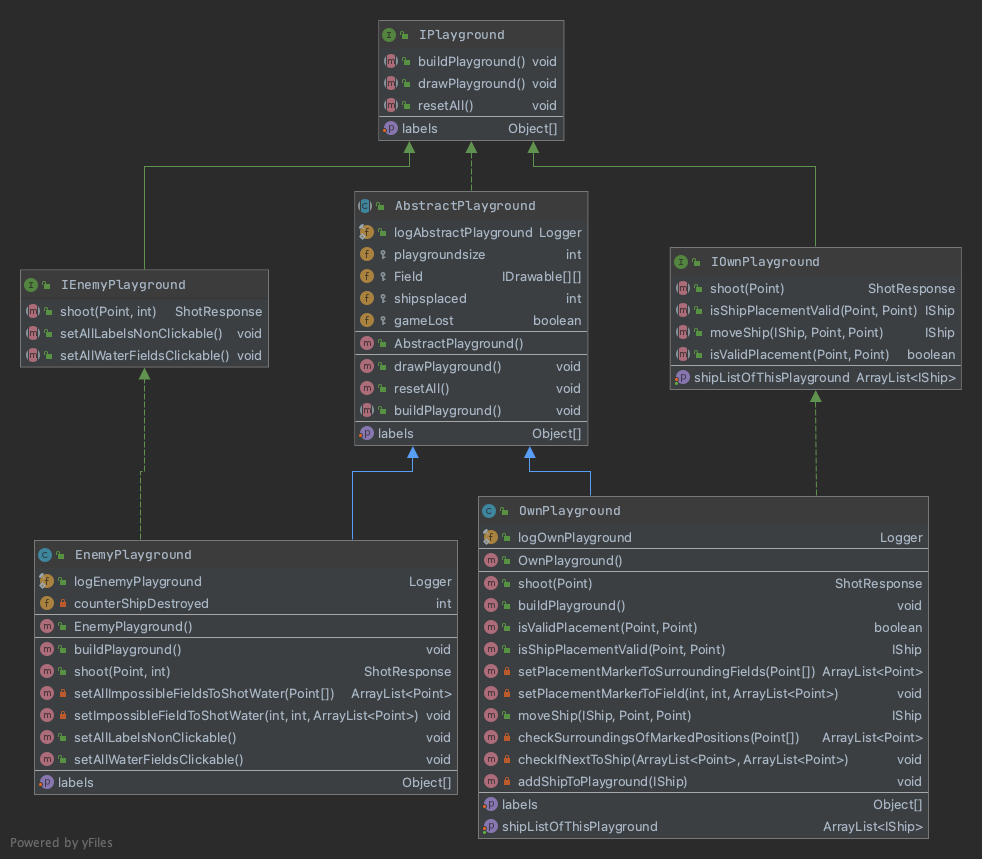 IPlayground
buildPlayground() void
drawPlayground() void
resetAll() void
labels Object[]
AbstractPlayground
logAbstractPlayground Logger
playgroundsize int
Field IDrawable[][]
shipsplaced int
gameLost boolean
AbstractPlayground()
drawPlayground() void
resetAll() void
buildPlayground() void
labels Object[]
IEnemyPlayground
shoot(Point, int) ShotResponse
setAllLabelsNonClickable() void
setAllWaterFieldsClickable() void
IOwnPlayground
shoot(Point) ShotResponse
isShipPlacementValid(Point, Point) IShip
moveShip(IShip, Point, Point) IShip
isValidPlacement(Point, Point) boolean
shipListOfThisPlayground ArrayList<IShip>
EnemyPlayground
logEnemyPlayground Logger
counterShipDestroyed int
EnemyPlayground()
buildPlayground() void
shoot(Point, int) ShotResponse
setAllImpossibleFieldsToShotWater(Point[]) ArrayList<Point>
setImpossibleFieldToShotWater(int, int, ArrayList<Point>) void
setAllLabelsNonClickable() void
setAllWaterFieldsClickable() void
labels Object[]
OwnPlayground
logOwnPlayground Logger
OwnPlayground()
shoot(Point) ShotResponse
buildPlayground() void
isValidPlacement(Point, Point) boolean
isShipPlacementValid(Point, Point) IShip
setPlacementMarkerToSurroundingFields(Point[]) ArrayList<Point>
setPlacementMarkerToField(int, int, ArrayList<Point>) void
moveShip(IShip, Point, Point) IShip
checkSurroundingsOfMarkedPositions(Point[]) ArrayList<Point>
checkIfNextToShip(ArrayList<Point>, ArrayList<Point>) void
addShipToPlayground(IShip) void
labels Object[]
shipListOfThisPlayground ArrayList<IShip>
Powered by yFiles